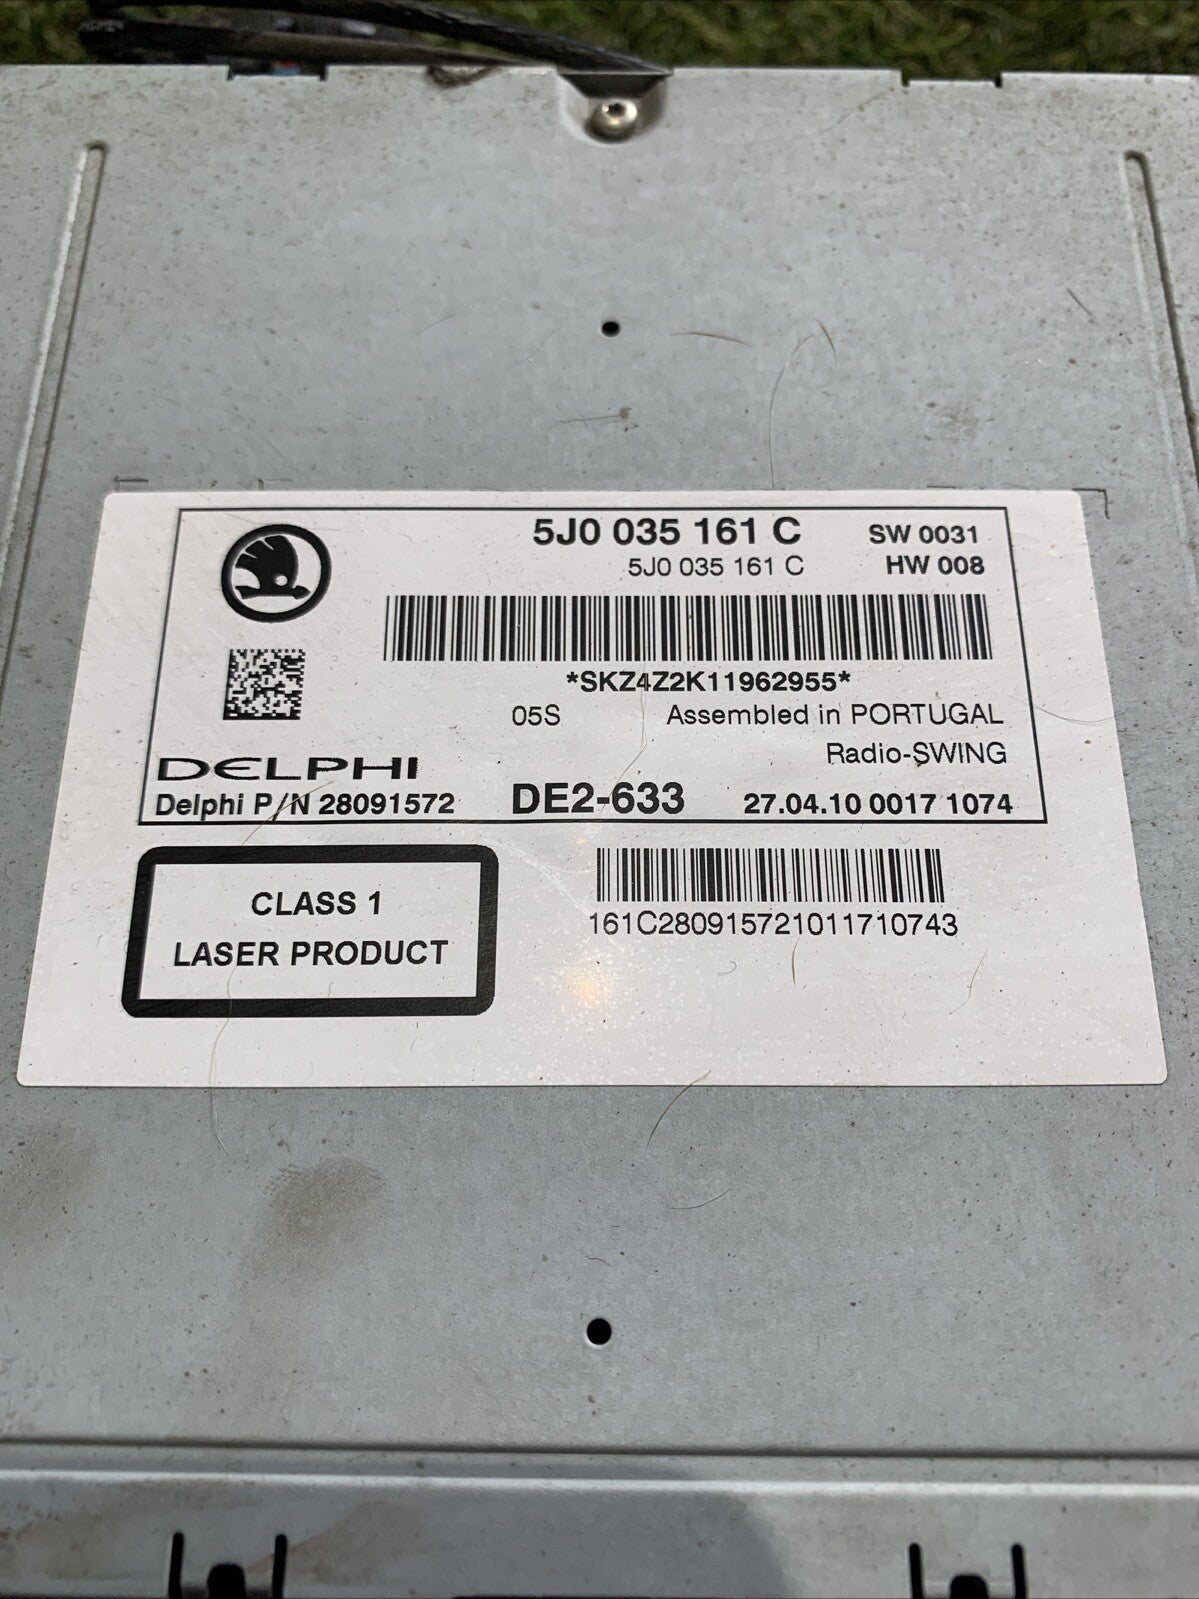 5J0 035 161 C SW 0031
5J0 035 161 C HW 008
*SKZ4Z2K11962955*
05S Assembled in PORTUGAL
Radio-SWING
DELPHI
Delphi P/N 28091572 DE2-633 27.04.10 0017 1074
CLASS 1
LASER PRODUCT
161C280915721011710743